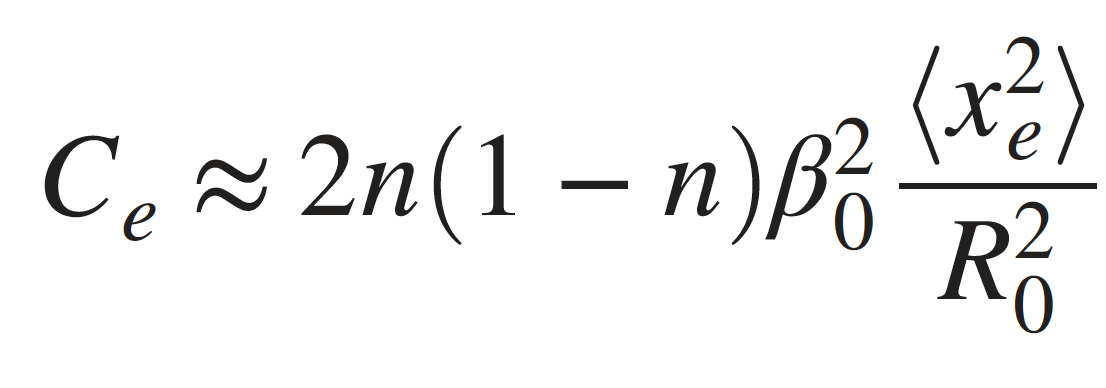 C_e ≈ 2n(1 − n)β_0^2 ⟨x_e^2⟩/R_0^2